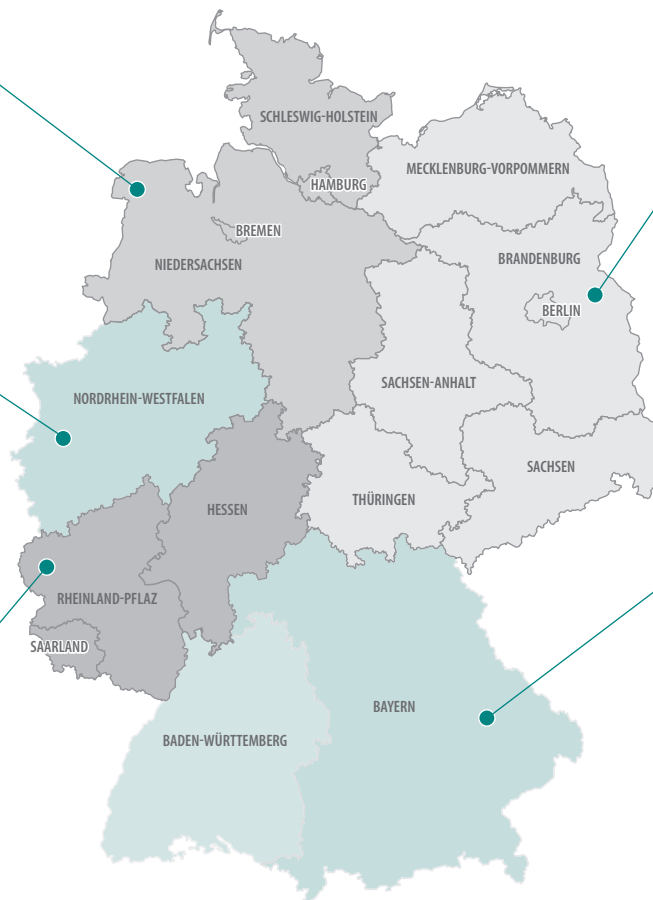 SCHLESWIG-HOLSTEIN
MECKLENBURG-VORPOMMERN
HAMBURG
BREMEN
NIEDERSACHSEN
BRANDENBURG
BERLIN
SACHSEN-ANHALT
NORDRHEIN-WESTFALEN
SACHSEN
THÜRINGEN
HESSEN
RHEINLAND-PFLAZ
SAARLAND
BAYERN
BADEN-WÜRTTEMBERG